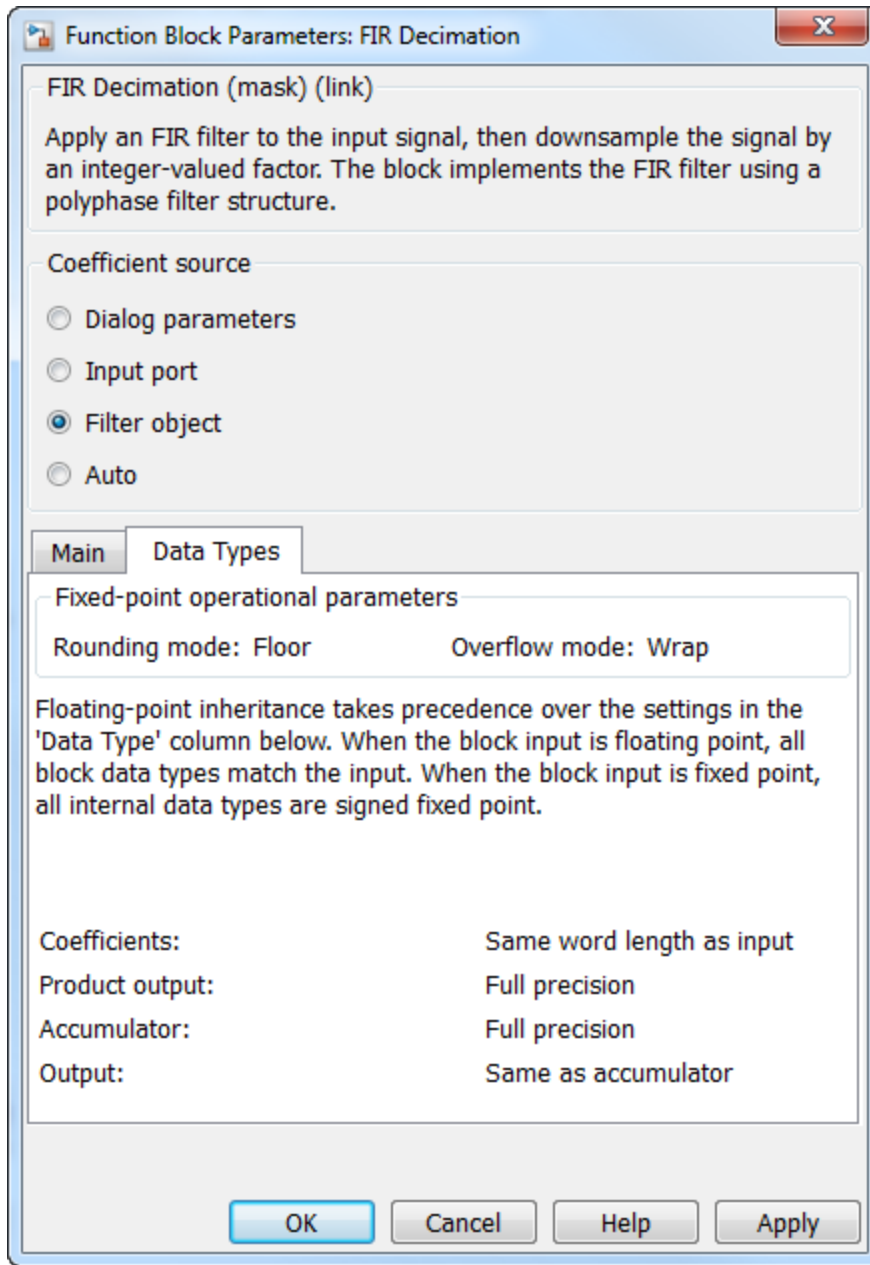 Function Block Parameters: FIR Decimation
X
FIR Decimation (mask) (link)
Apply an FIR filter to the input signal, then downsample the signal by
an integer-valued factor. The block implements the FIR filter using a
polyphase filter structure.
Coefficient source
Dialog parameters
Input port
Filter object
Auto
Main Data Types
Fixed-point operational parameters
Rounding mode: Floor Overflow mode: Wrap
Floating-point inheritance takes precedence over the settings in the
'Data Type' column below. When the block input is floating point, all
block data types match the input. When the block input is fixed point,
all internal data types are signed fixed point.
Coefficients: Same word length as input
Product output: Full precision
Accumulator: Full precision
Output: Same as accumulator
OK Cancel Help Apply